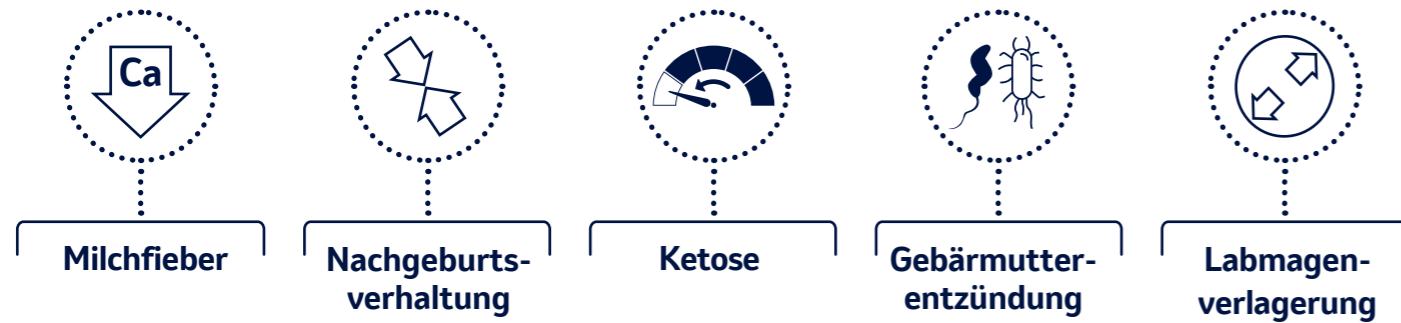 Ca
Milchfieber
Nachgeburts-
verhaltung
Ketose
Gebärmutter-
entzündung
Labmagen-
verlagerung